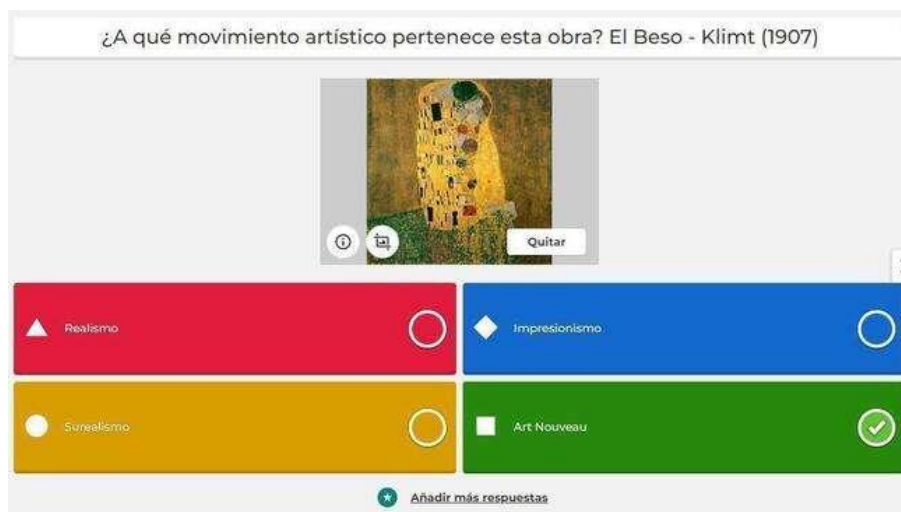 ¿A qué movimiento artístico pertenece esta obra? El Beso - Klimt (1907)
Quitar
Realismo
Impresionismo
Surealismo
Art Nouveau
Añadir más respuestas